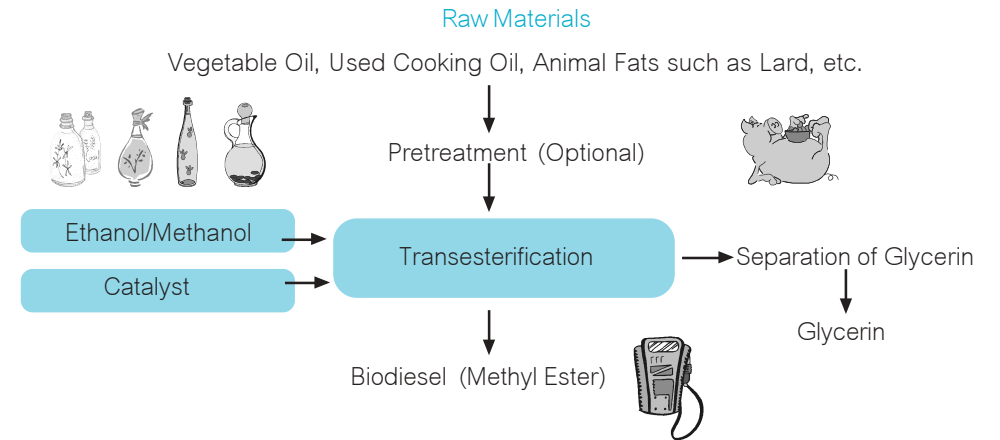 Raw Materials
Vegetable Oil, Used Cooking Oil, Animal Fats such as Lard, etc.
Pretreatment (Optional)
Ethanol/Methanol
Catalyst
Transesterification
Separation of Glycerin
Glycerin
Biodiesel (Methyl Ester)